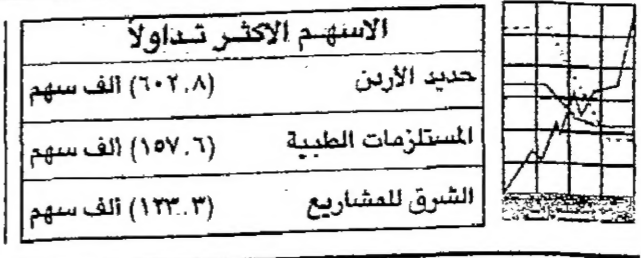 الاسهم الاكثر تداولاً
حديد الأردن (٦٠٢.٨) الف سهم
المستلزمات الطبية (١٥٧.٦) الف سهم
الشرق للمشاريع (١٢٣.٣) الف سهم